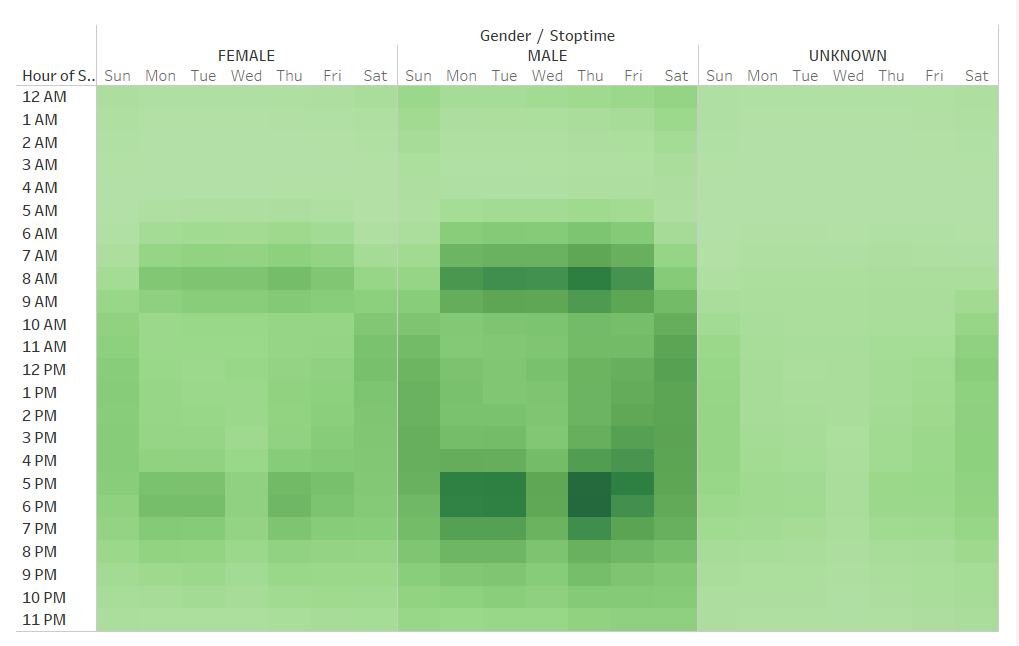 Gender / Stoptime
FEMALE MALE UNKNOWN
Hour of S.. Sun Mon Tue Wed Thu Fri Sat Sun Mon Tue Wed Thu Fri Sat Sun Mon Tue Wed Thu Fri Sat
12 AM
1 AM
2 AM
3 AM
4 AM
5 AM
6 AM
7 AM
8 AM
9 AM
10 AM
11 AM
12 PM
1 PM
2 PM
3 PM
4 PM
5 PM
6 PM
7 PM
8 PM
9 PM
10 PM
11 PM